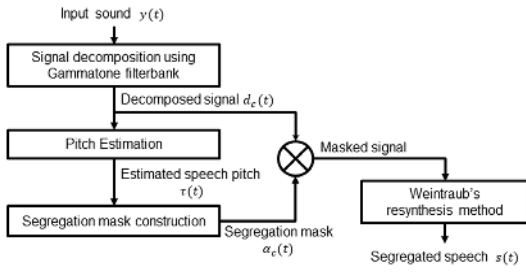 Input sound y(t)
Signal decomposition using
Gammatone filterbank
Decomposed signal d_c(t)
Pitch Estimation
Masked signal
Estimated speech pitch
τ(t)
Weintraub's
resynthesis method
Segregation mask construction
Segregation mask
α_c(t)
Segregated speech s(t)